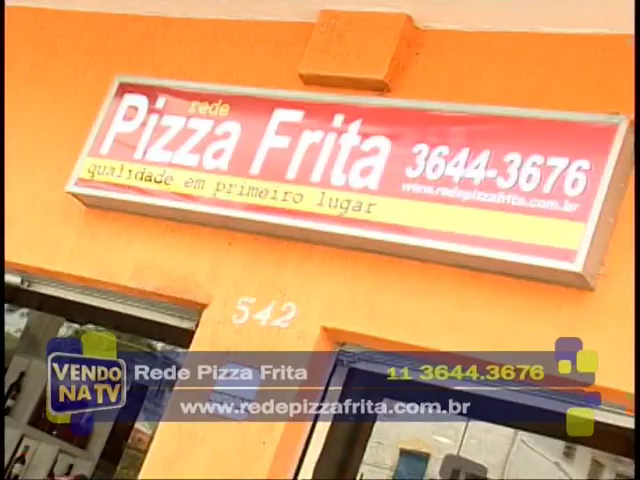 rede
Pizza Frita 3644-3676
www.redepizzafrita.com.br
qualidade em primeiro lugar
542
VENDO
NA TV
Rede Pizza Frita 11 3644.3676
www.redepizzafrita.com.br